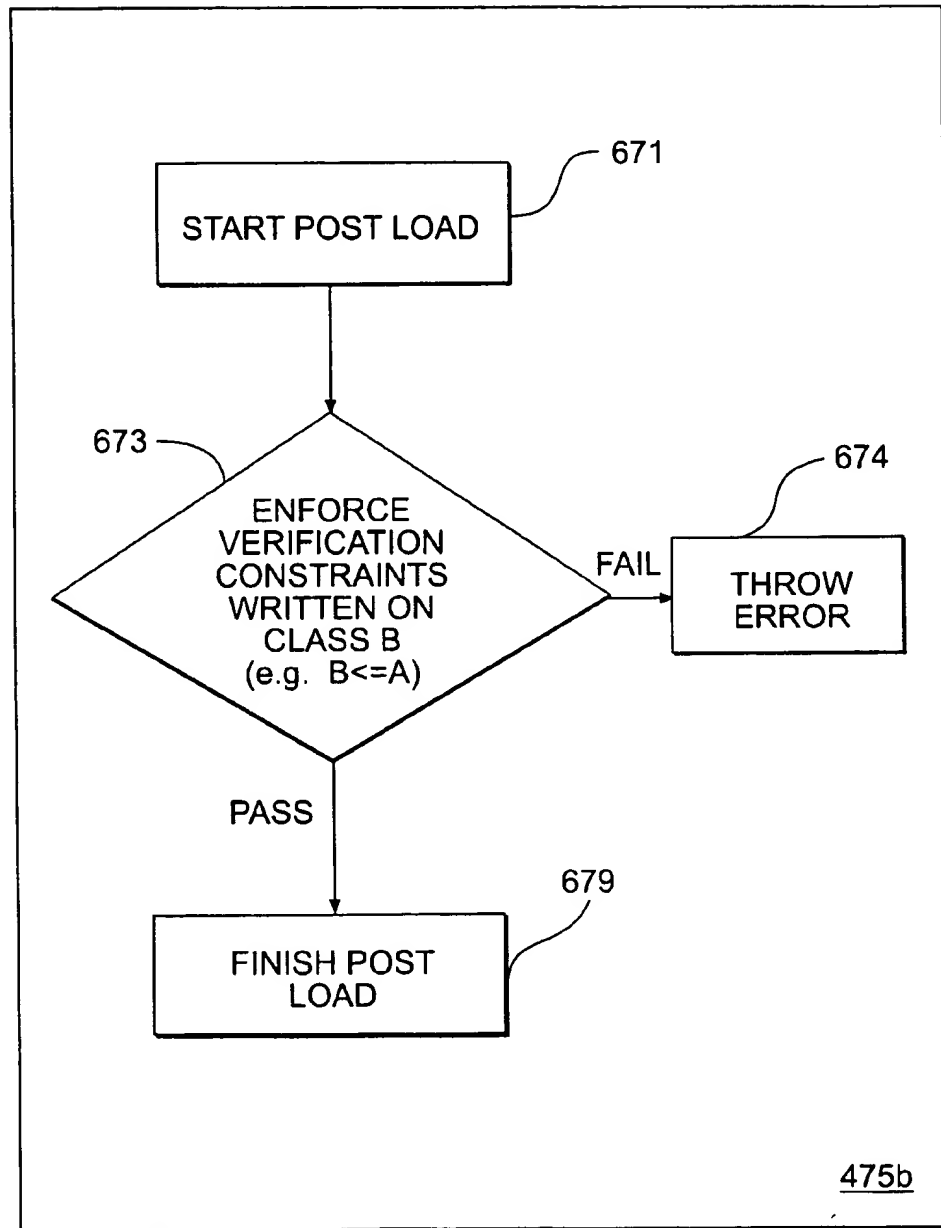 671
START POST LOAD
673
674
ENFORCE
VERIFICATION
CONSTRAINTS
WRITTEN ON
CLASS B
(e.g. B<=A)
FAIL
THROW
ERROR
PASS
679
FINISH POST
LOAD
475b